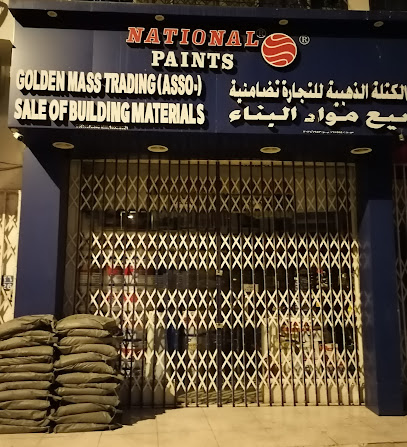 NATIONAL ®
PAINTS
GOLDEN MASS TRADING (ASSO.)
SALE OF BUILDING MATERIALS
الكتلة الذهبية للتجارة تضامنية
بيع مواد البناء